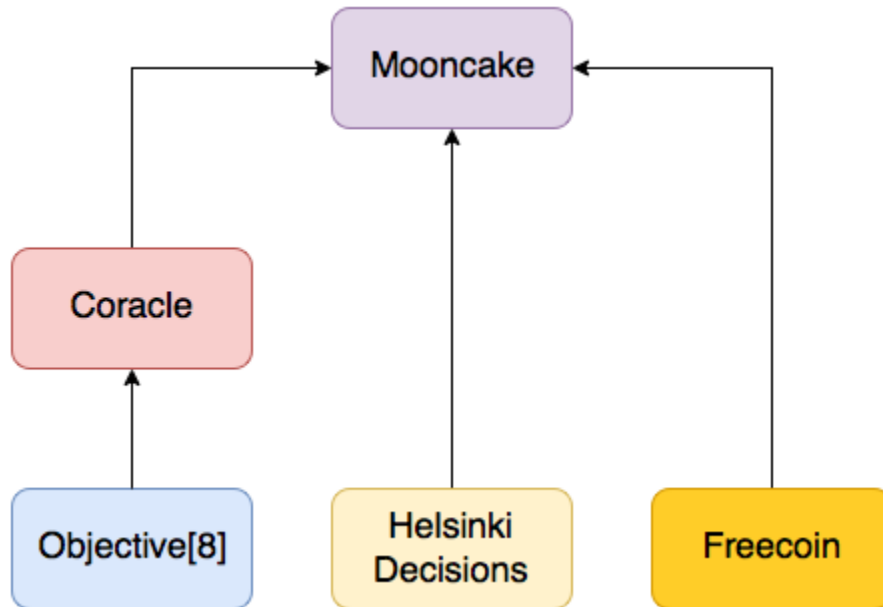 Mooncake
Coracle
Objective[8]
Helsinki
Decisions
Freecoin